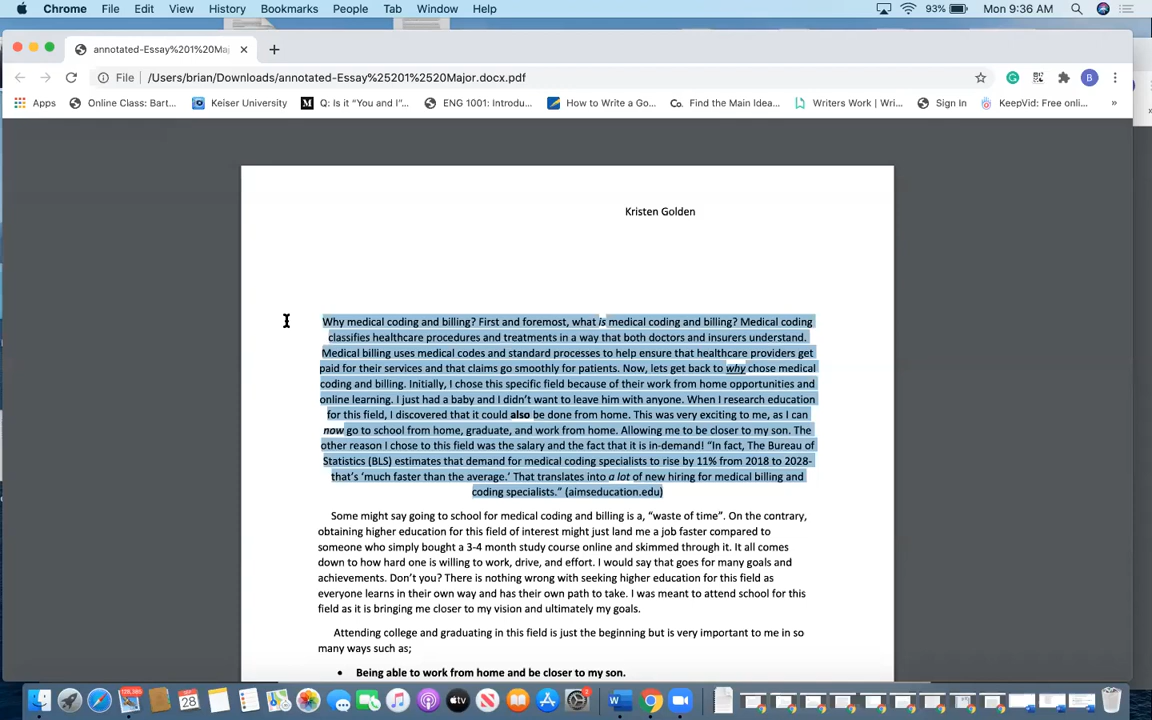 Chrome File Edit View History Bookmarks People Tab Window Help 93% Mon 9:36 AM
annotated-Essay%201%20Maj
File /Users/brian/Downloads/annotated-Essay%25201%2520Major.docx.pdf B
Apps Online Class: Bart... Keiser University Q: Is it "You and I"... ENG 1001: Introdu... How to Write a Go... Co. Find the Main Idea... Writers Work | Wri... Sign In KeepVid: Free onli... »
Kristen Golden
Why medical coding and billing? First and foremost, what is medical coding and billing? Medical coding
classifies healthcare procedures and treatments in a way that both doctors and insurers understand.
Medical billing uses medical codes and standard processes to help ensure that healthcare providers get
paid for their services and that claims go smoothly for patients. Now, lets get back to why chose medical
coding and billing. Initially, I chose this specific field because of their work from home opportunities and
online learning. I just had a baby and I didn't want to leave him with anyone. When I research education
for this field, I discovered that it could also be done from home. This was very exciting to me, as I can
now go to school from home, graduate, and work from home. Allowing me to be closer to my son. The
other reason I chose to this field was the salary and the fact that it is in-demand! "In fact, The Bureau of
Statistics (BLS) estimates that demand for medical coding specialists to rise by 11% from 2018 to 2028-
that's 'much faster than the average.' That translates into a lot of new hiring for medical billing and
coding specialists." (aimseducation.edu)
Some might say going to school for medical coding and billing is a, "waste of time". On the contrary,
obtaining higher education for this field of interest might just land me a job faster compared to
someone who simply bought a 3-4 month study course online and skimmed through it. It all comes
down to how hard one is willing to work, drive, and effort. I would say that goes for many goals and
achievements. Don't you? There is nothing wrong with seeking higher education for this field as
everyone learns in their own way and has their own path to take. I was meant to attend school for this
field as it is bringing me closer to my vision and ultimately my goals.
Attending college and graduating in this field is just the beginning but is very important to me in so
many ways such as;
• Being able to work from home and be closer to my son.